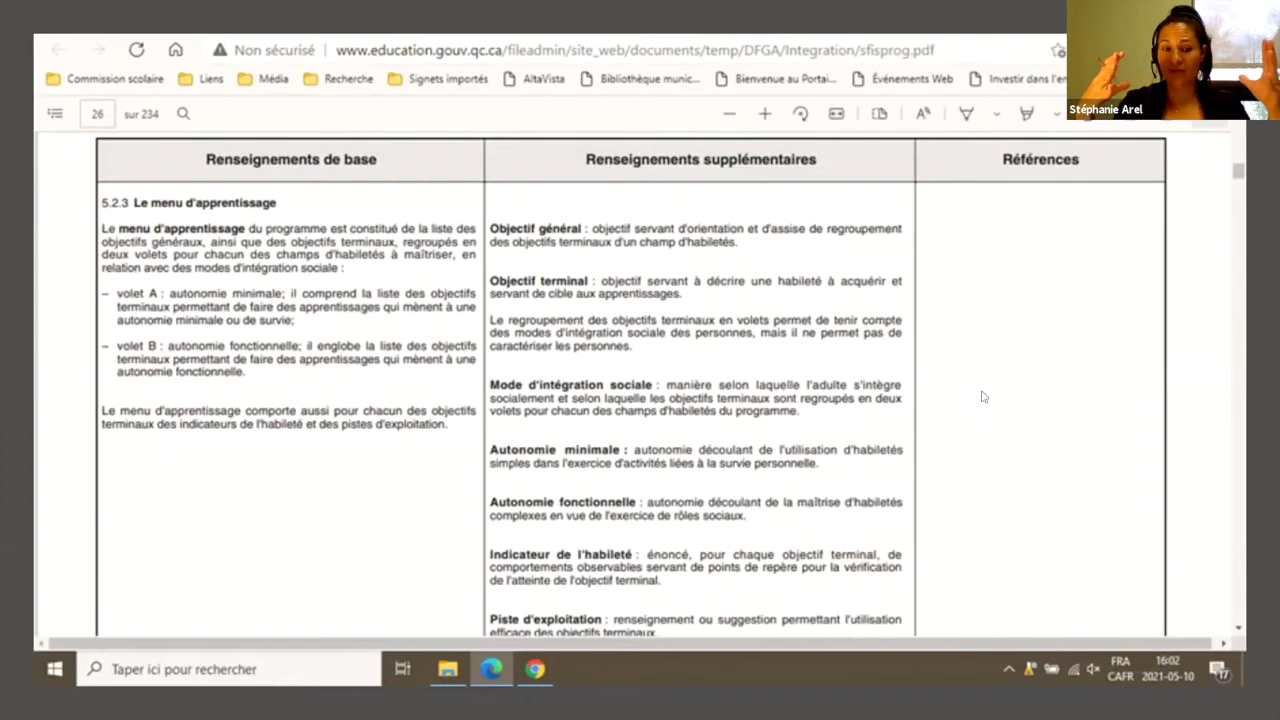 Non sécurisé
www.education.gouv.qc.ca/fileadmin/site_web/documents/temp/DFGA/Integration/sfisprog.pdf
Stéphanie Arel
Commission scolaire
Liens
Média
Recherche
Signets importés
AltaVista
Bibliothèque munic...
Bienvenue au Portai...
Événements Web
Investir dans l'en
26
sur 234
Renseignements de base
Renseignements supplémentaires
Références
5.2.3 Le menu d'apprentissage
Le menu d'apprentissage du programme est constitué de la liste des
objectifs généraux, ainsi que des objectifs terminaux, regroupés en
deux volets pour chacun des champs d'habiletés à maîtriser, en
relation avec des modes d'intégration sociale :
– volet A : autonomie minimale; il comprend la liste des objectifs
terminaux permettant de faire des apprentissages qui mènent à une
autonomie minimale ou de survie;
– volet B : autonomie fonctionnelle; il englobe la liste des objectifs
terminaux permettant de faire des apprentissages qui mènent à une
autonomie fonctionnelle.
Le menu d'apprentissage comporte aussi pour chacun des objectifs
terminaux des indicateurs de l'habileté et des pistes d'exploitation.
Objectif général : objectif servant d'orientation et d'assise de regroupement
des objectifs terminaux d'un champ d'habiletés.
Objectif terminal : objectif servant à décrire une habileté à acquérir et
servant de cible aux apprentissages.
Le regroupement des objectifs terminaux en volets permet de tenir compte
des modes d'intégration sociale des personnes, mais il ne permet pas de
caractériser les personnes.
Mode d'intégration sociale : manière selon laquelle l'adulte s'intègre
socialement et selon laquelle les objectifs terminaux sont regroupés en deux
volets pour chacun des champs d'habiletés du programme.
Autonomie minimale : autonomie découlant de l'utilisation d'habiletés
simples dans l'exercice d'activités liées à la survie personnelle.
Autonomie fonctionnelle : autonomie découlant de la maîtrise d'habiletés
complexes en vue de l'exercice de rôles sociaux.
Indicateur de l'habileté : énoncé, pour chaque objectif terminal, de
comportements observables servant de points de repère pour la vérification
de l'atteinte de l'objectif terminal.
Piste d'exploitation : renseignement ou suggestion permettant l'utilisation
efficace des objectifs terminaux.
Taper ici pour rechercher
FRA
CAFR
16:02
2021-05-10
17